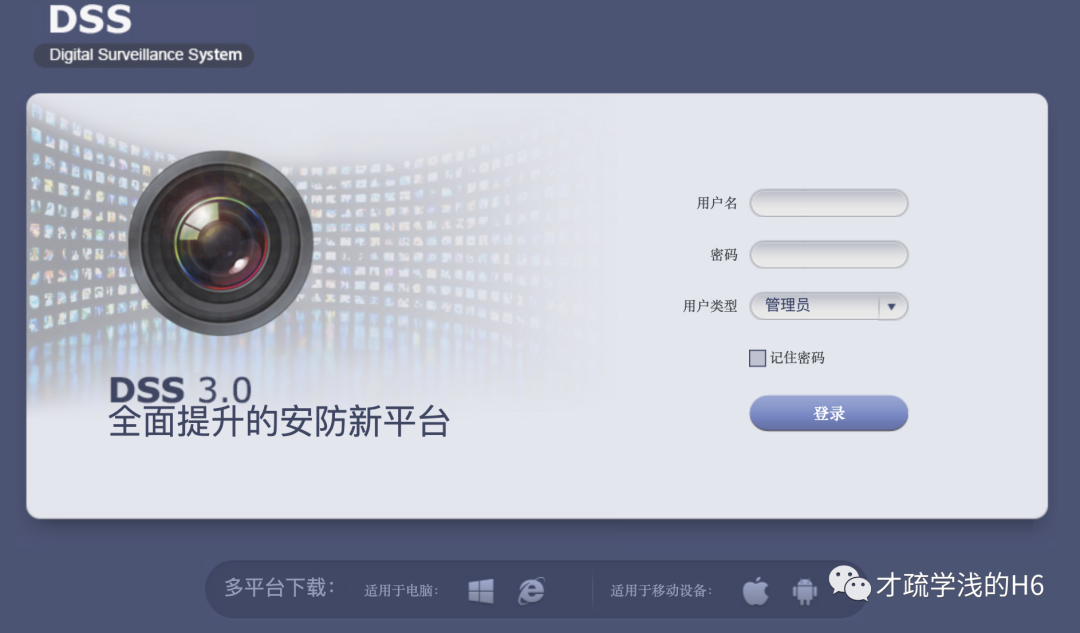 DSS
Digital Surveillance System
用户名
密码
用户类型 管理员
记住密码
登录
DSS 3.0
全面提升的安防新平台
多平台下载: 适用于电脑: 适用于移动设备:
才疏学浅的H6